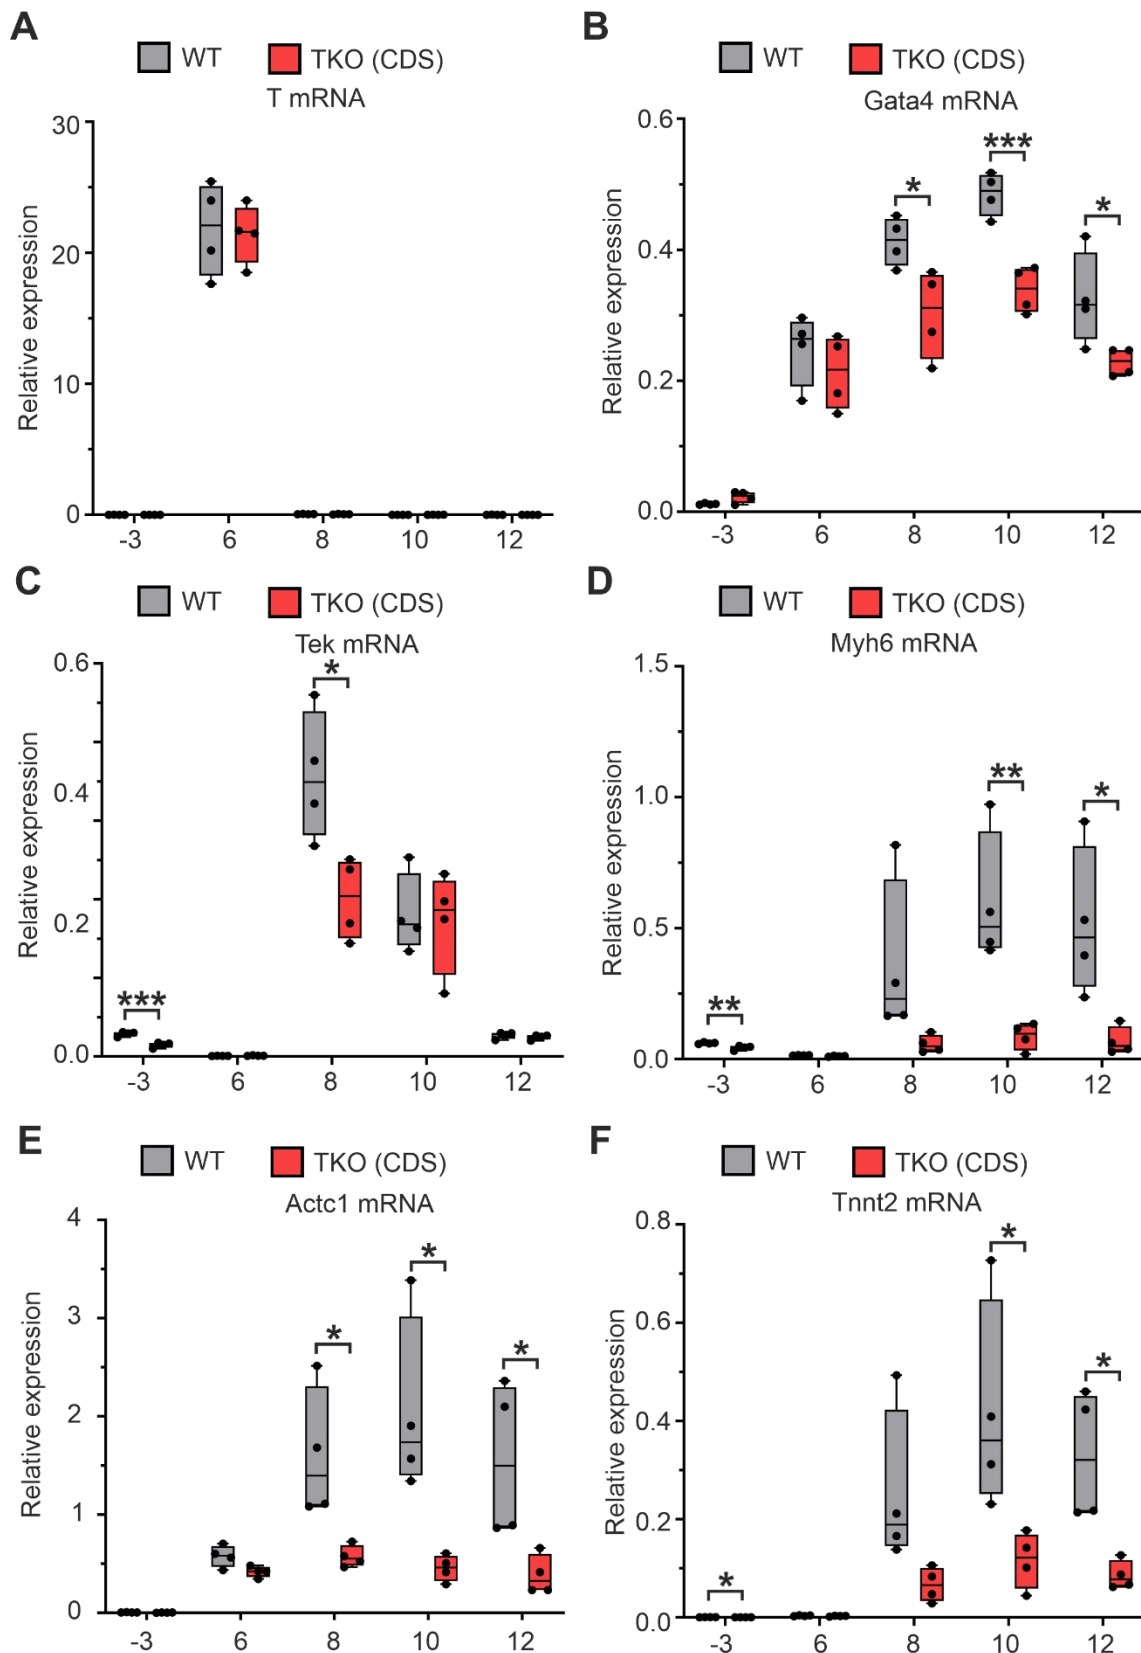 A
WT TKO (CDS)
T mRNA
Relative expression
30
20
10
0
-3 6 8 10 12
B
WT TKO (CDS)
Gata4 mRNA
Relative expression
0.6
0.4
0.2
0.0
* *** *
-3 6 8 10 12
C
WT TKO (CDS)
Tek mRNA
Relative expression
0.6
0.4
0.2
0.0
*** *
-3 6 8 10 12
D
WT TKO (CDS)
Myh6 mRNA
Relative expression
1.5
1.0
0.5
0.0
** ** *
-3 6 8 10 12
E
WT TKO (CDS)
Actc1 mRNA
Relative expression
4
3
2
1
0
* * *
-3 6 8 10 12
F
WT TKO (CDS)
Tnnt2 mRNA
Relative expression
0.8
0.6
0.4
0.2
0.0
* * *
-3 6 8 10 12